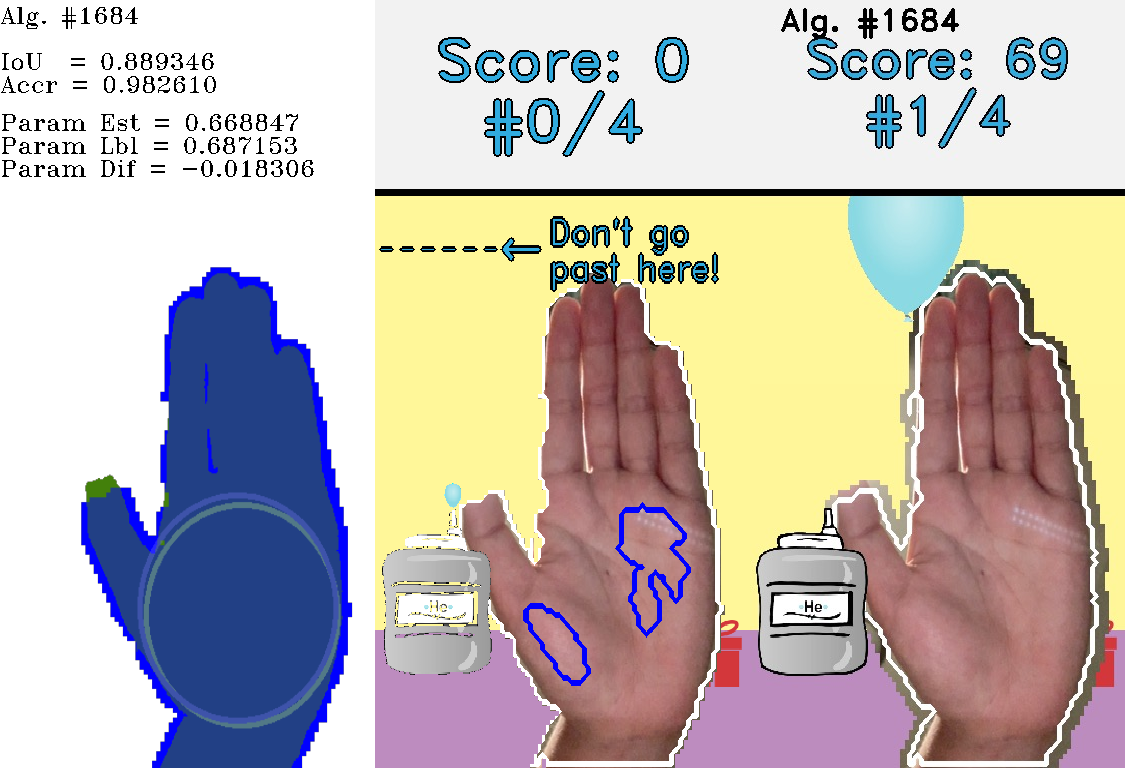 Alg. #1684
IoU = 0.889346
Accr = 0.982610
Param Est = 0.668847
Param Lbl = 0.687153
Param Dif = −0.018306
Score: 0
#0/4
Alg. #1684
Score: 69
#1/4
Don't go
past here!
He
He